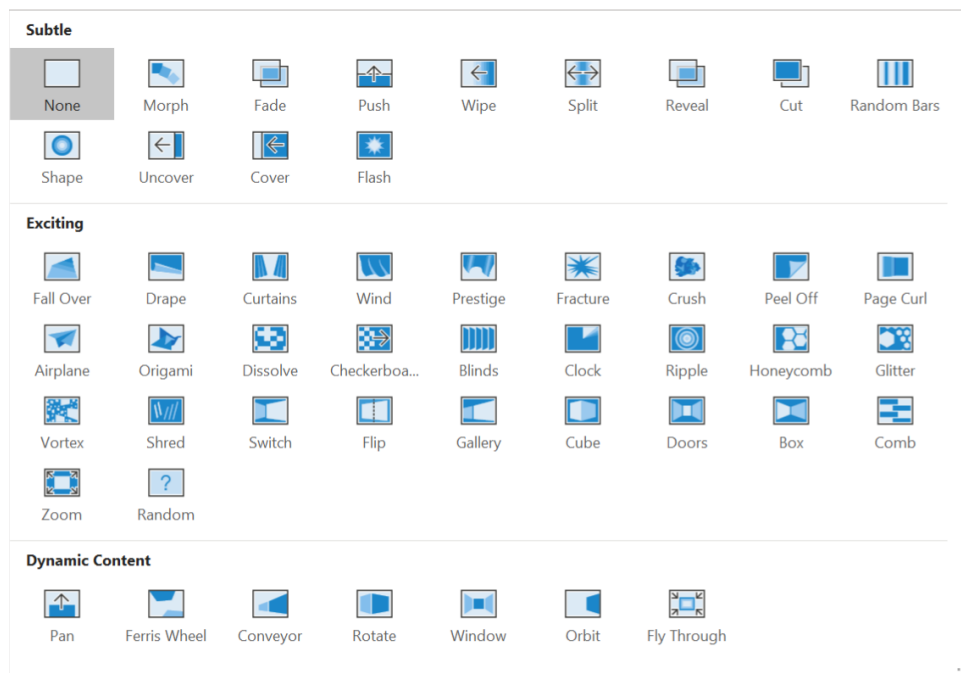 Subtle
None Morph Fade Push Wipe Split Reveal Cut Random Bars
Shape Uncover Cover Flash
Exciting
Fall Over Drape Curtains Wind Prestige Fracture Crush Peel Off Page Curl
Airplane Origami Dissolve Checkerboa... Blinds Clock Ripple Honeycomb Glitter
Vortex Shred Switch Flip Gallery Cube Doors Box Comb
?
Zoom Random
Dynamic Content
Pan Ferris Wheel Conveyor Rotate Window Orbit Fly Through